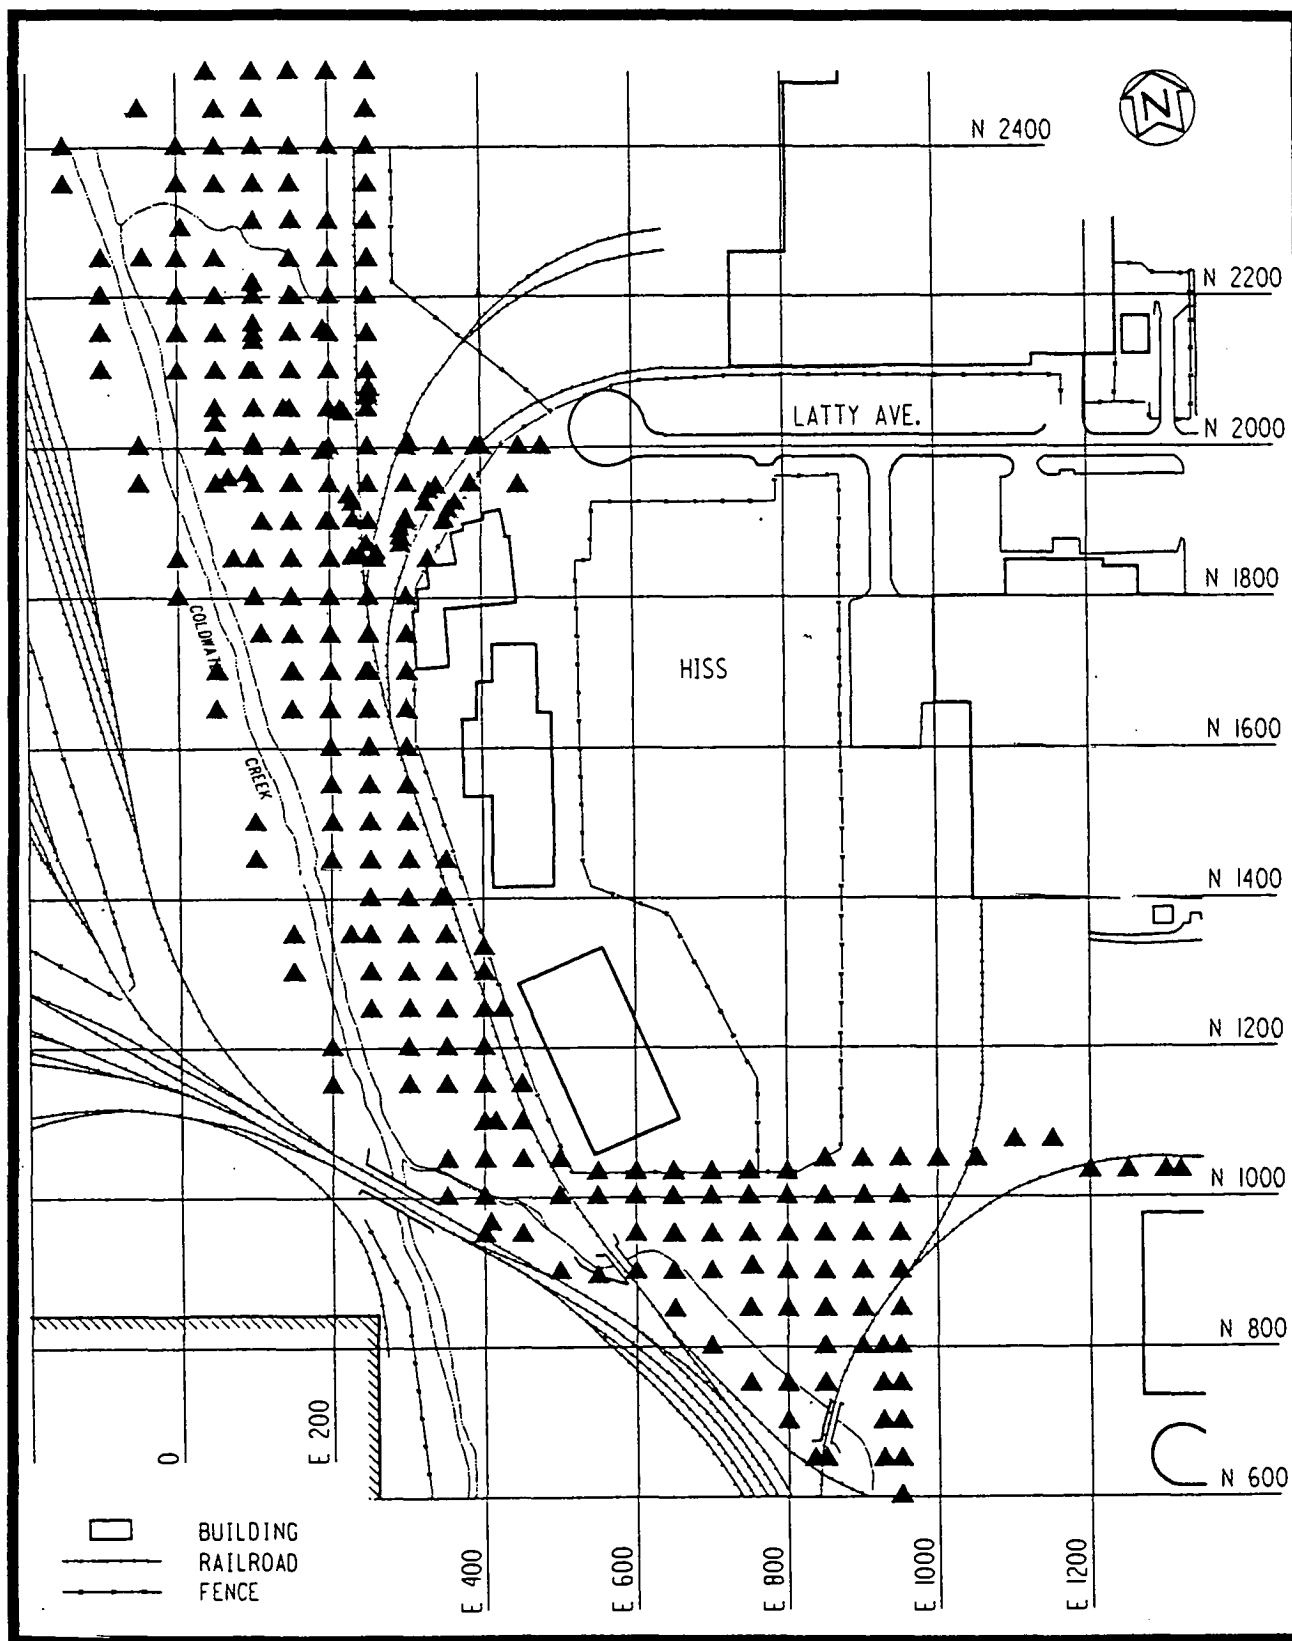 N
N 2400
N 2200
LATTY AVE.
N 2000
N 1800
COLDWATER
HISS
N 1600
CREEK
N 1400
N 1200
N 1000
N 800
0
E 200
N 600
E 400
E 600
E 800
E 1000
E 1200
BUILDING
RAILROAD
FENCE